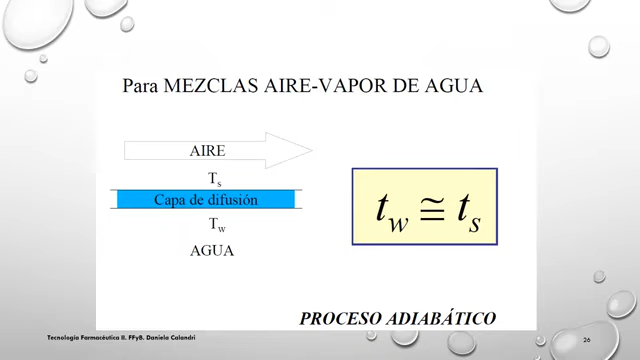 Para MEZCLAS AIRE-VAPOR DE AGUA
AIRE
Ts
Capa de difusión
Tw
AGUA
tw ≅ ts
PROCESO ADIABÁTICO
Tecnología Farmacéutica II. FFyB. Daniela Calandri
26